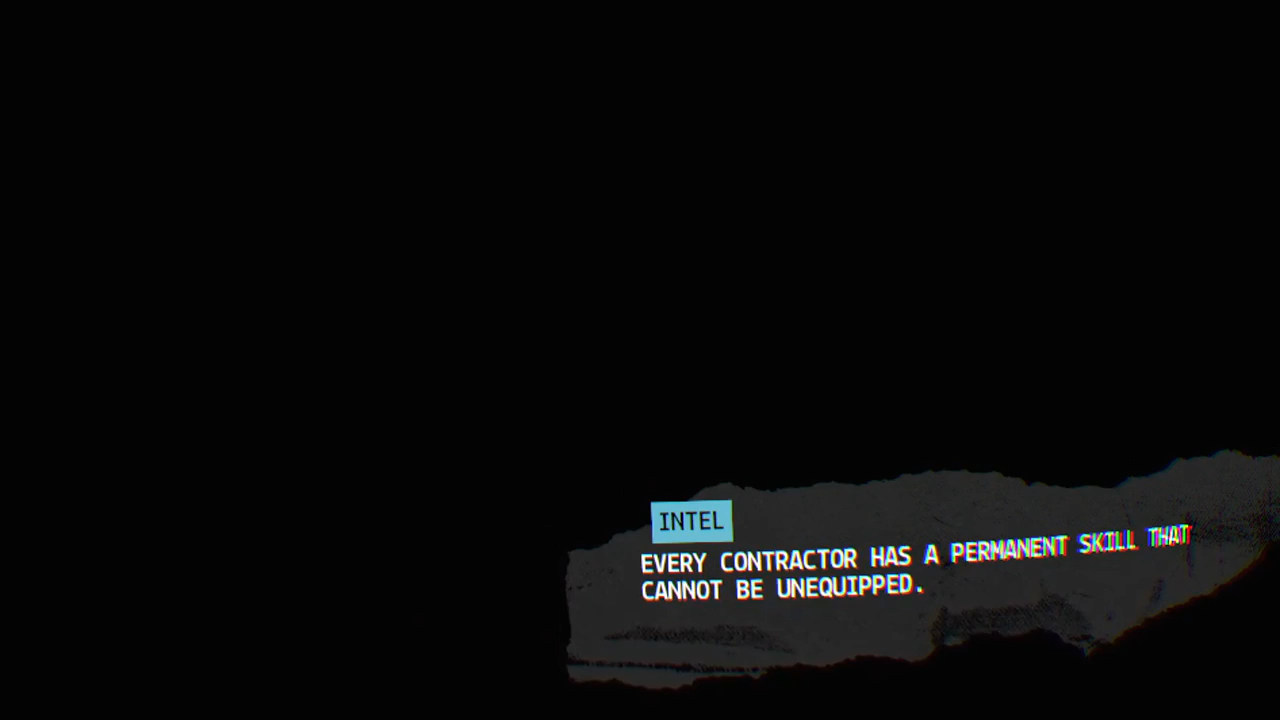 INTEL
EVERY CONTRACTOR HAS A PERMANENT SKILL THAT
CANNOT BE UNEQUIPPED.